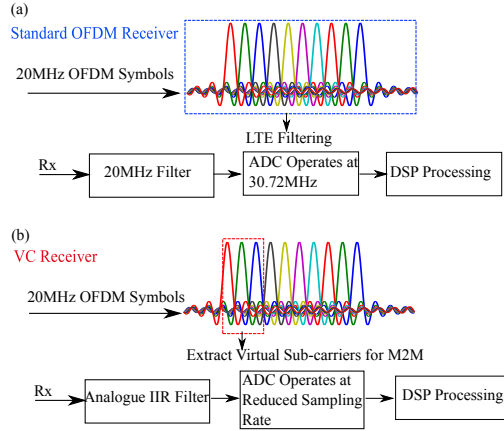 (a)
Standard OFDM Receiver
20MHz OFDM Symbols
LTE Filtering
Rx
20MHz Filter
ADC Operates at
30.72MHz
DSP Processing
(b)
VC Receiver
20MHz OFDM Symbols
Extract Virtual Sub-carriers for M2M
Rx
Analogue IIR Filter
ADC Operates at
Reduced Sampling
Rate
DSP Processing